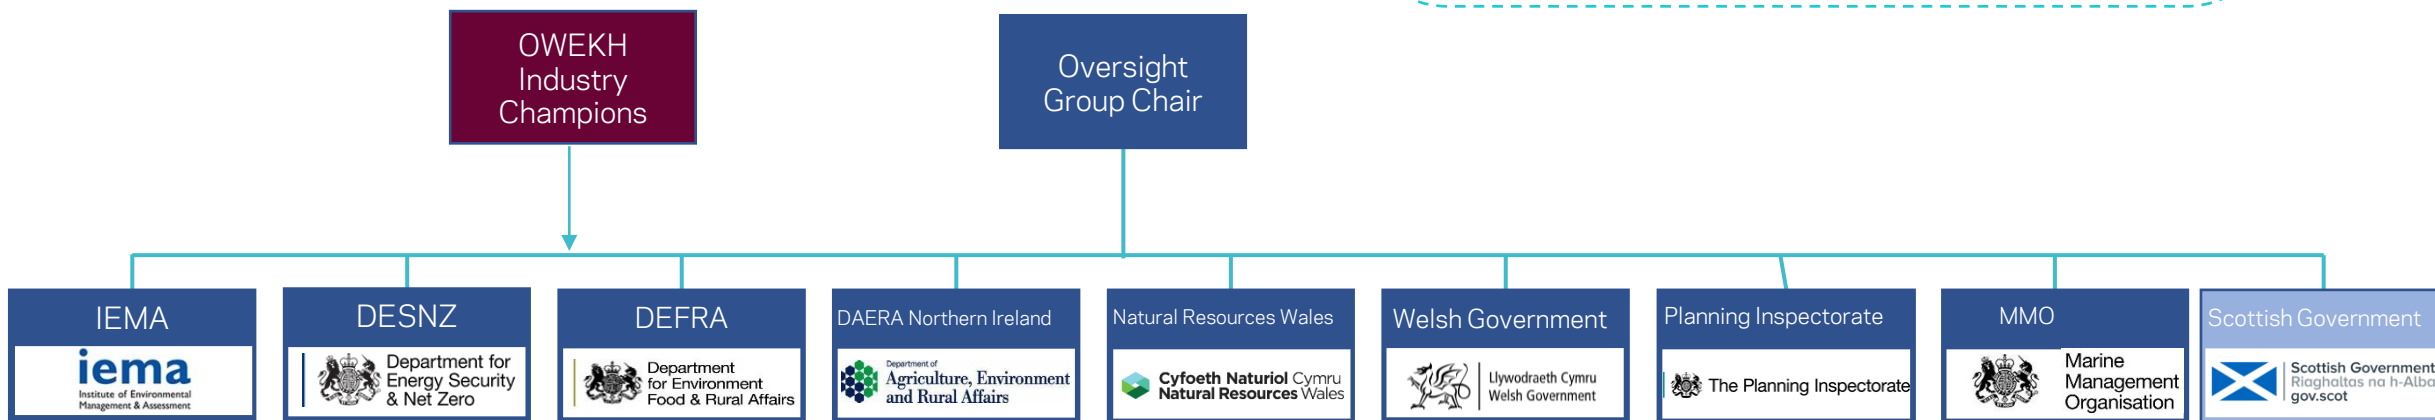 OWEKH
Industry
Champions
Oversight
Group Chair
IEMA
iema
Institute of Environmental
Management & Assessment
DESNZ
Department for
Energy Security
& Net Zero
DEFRA
Department
for Environment
Food & Rural Affairs
DAERA Northern Ireland
Department of
Agriculture, Environment
and Rural Affairs
Natural Resources Wales
Cyfoeth Naturiol Cymru
Natural Resources Wales
Welsh Government
Llywodraeth Cymru
Welsh Government
Planning Inspectorate
The Planning Inspectorate
MMO
Marine
Management
Organisation
Scottish Government
Scottish Government
Riaghaltas na h-Alba
gov.scot